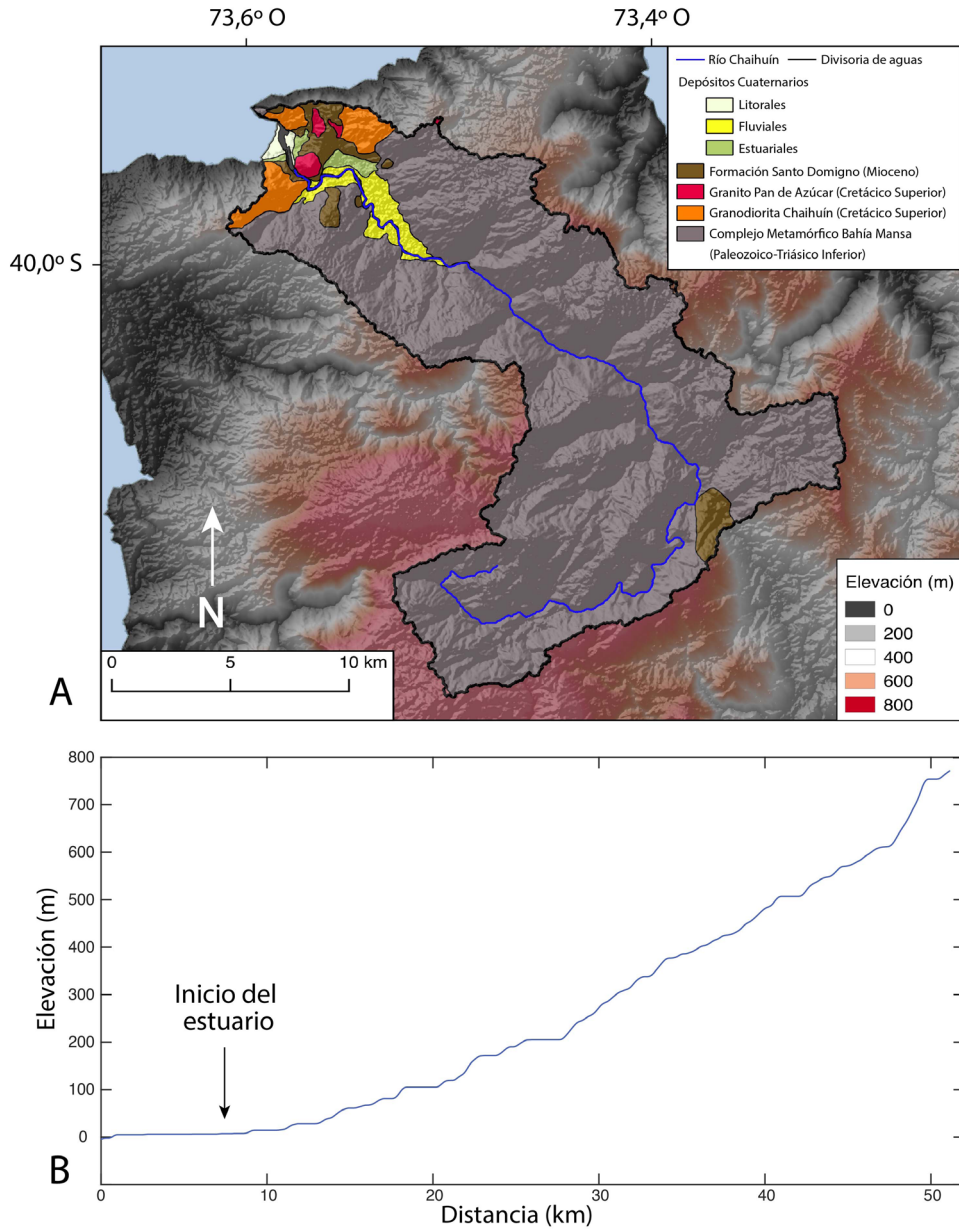 73,6º O
73,4º O
40,0º S
Río Chaihuín
Divisoria de aguas
Depósitos Cuaternarios
Litorales
Fluviales
Estuariales
Formación Santo Domigno (Mioceno)
Granito Pan de Azúcar (Cretácico Superior)
Granodiorita Chaihuín (Cretácico Superior)
Complejo Metamórfico Bahía Mansa
(Paleozoico-Triásico Inferior)
N
0 5 10 km
A
Elevación (m)
0
200
400
600
800
800
700
600
500
400
300
200
100
0
-100
Elevación (m)
Inicio del
estuario
B
0 10 20 30 40 50
Distancia (km)